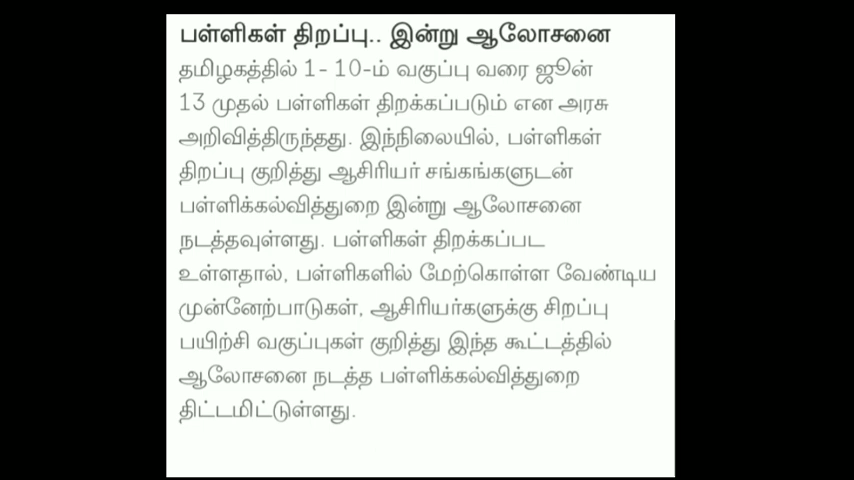 பள்ளிகள் திறப்பு.. இன்று ஆலோசனை
தமிழகத்தில் 1- 10-ம் வகுப்பு வரை ஜூன்
13 முதல் பள்ளிகள் திறக்கப்படும் என அரசு
அறிவித்திருந்தது. இந்நிலையில், பள்ளிகள்
திறப்பு குறித்து ஆசிரியர் சங்கங்களுடன்
பள்ளிக்கல்வித்துறை இன்று ஆலோசனை
நடத்தவுள்ளது. பள்ளிகள் திறக்கப்பட
உள்ளதால், பள்ளிகளில் மேற்கொள்ள வேண்டிய
முன்னேற்பாடுகள், ஆசிரியர்களுக்கு சிறப்பு
பயிற்சி வகுப்புகள் குறித்து இந்த கூட்டத்தில்
ஆலோசனை நடத்த பள்ளிக்கல்வித்துறை
திட்டமிட்டுள்ளது.